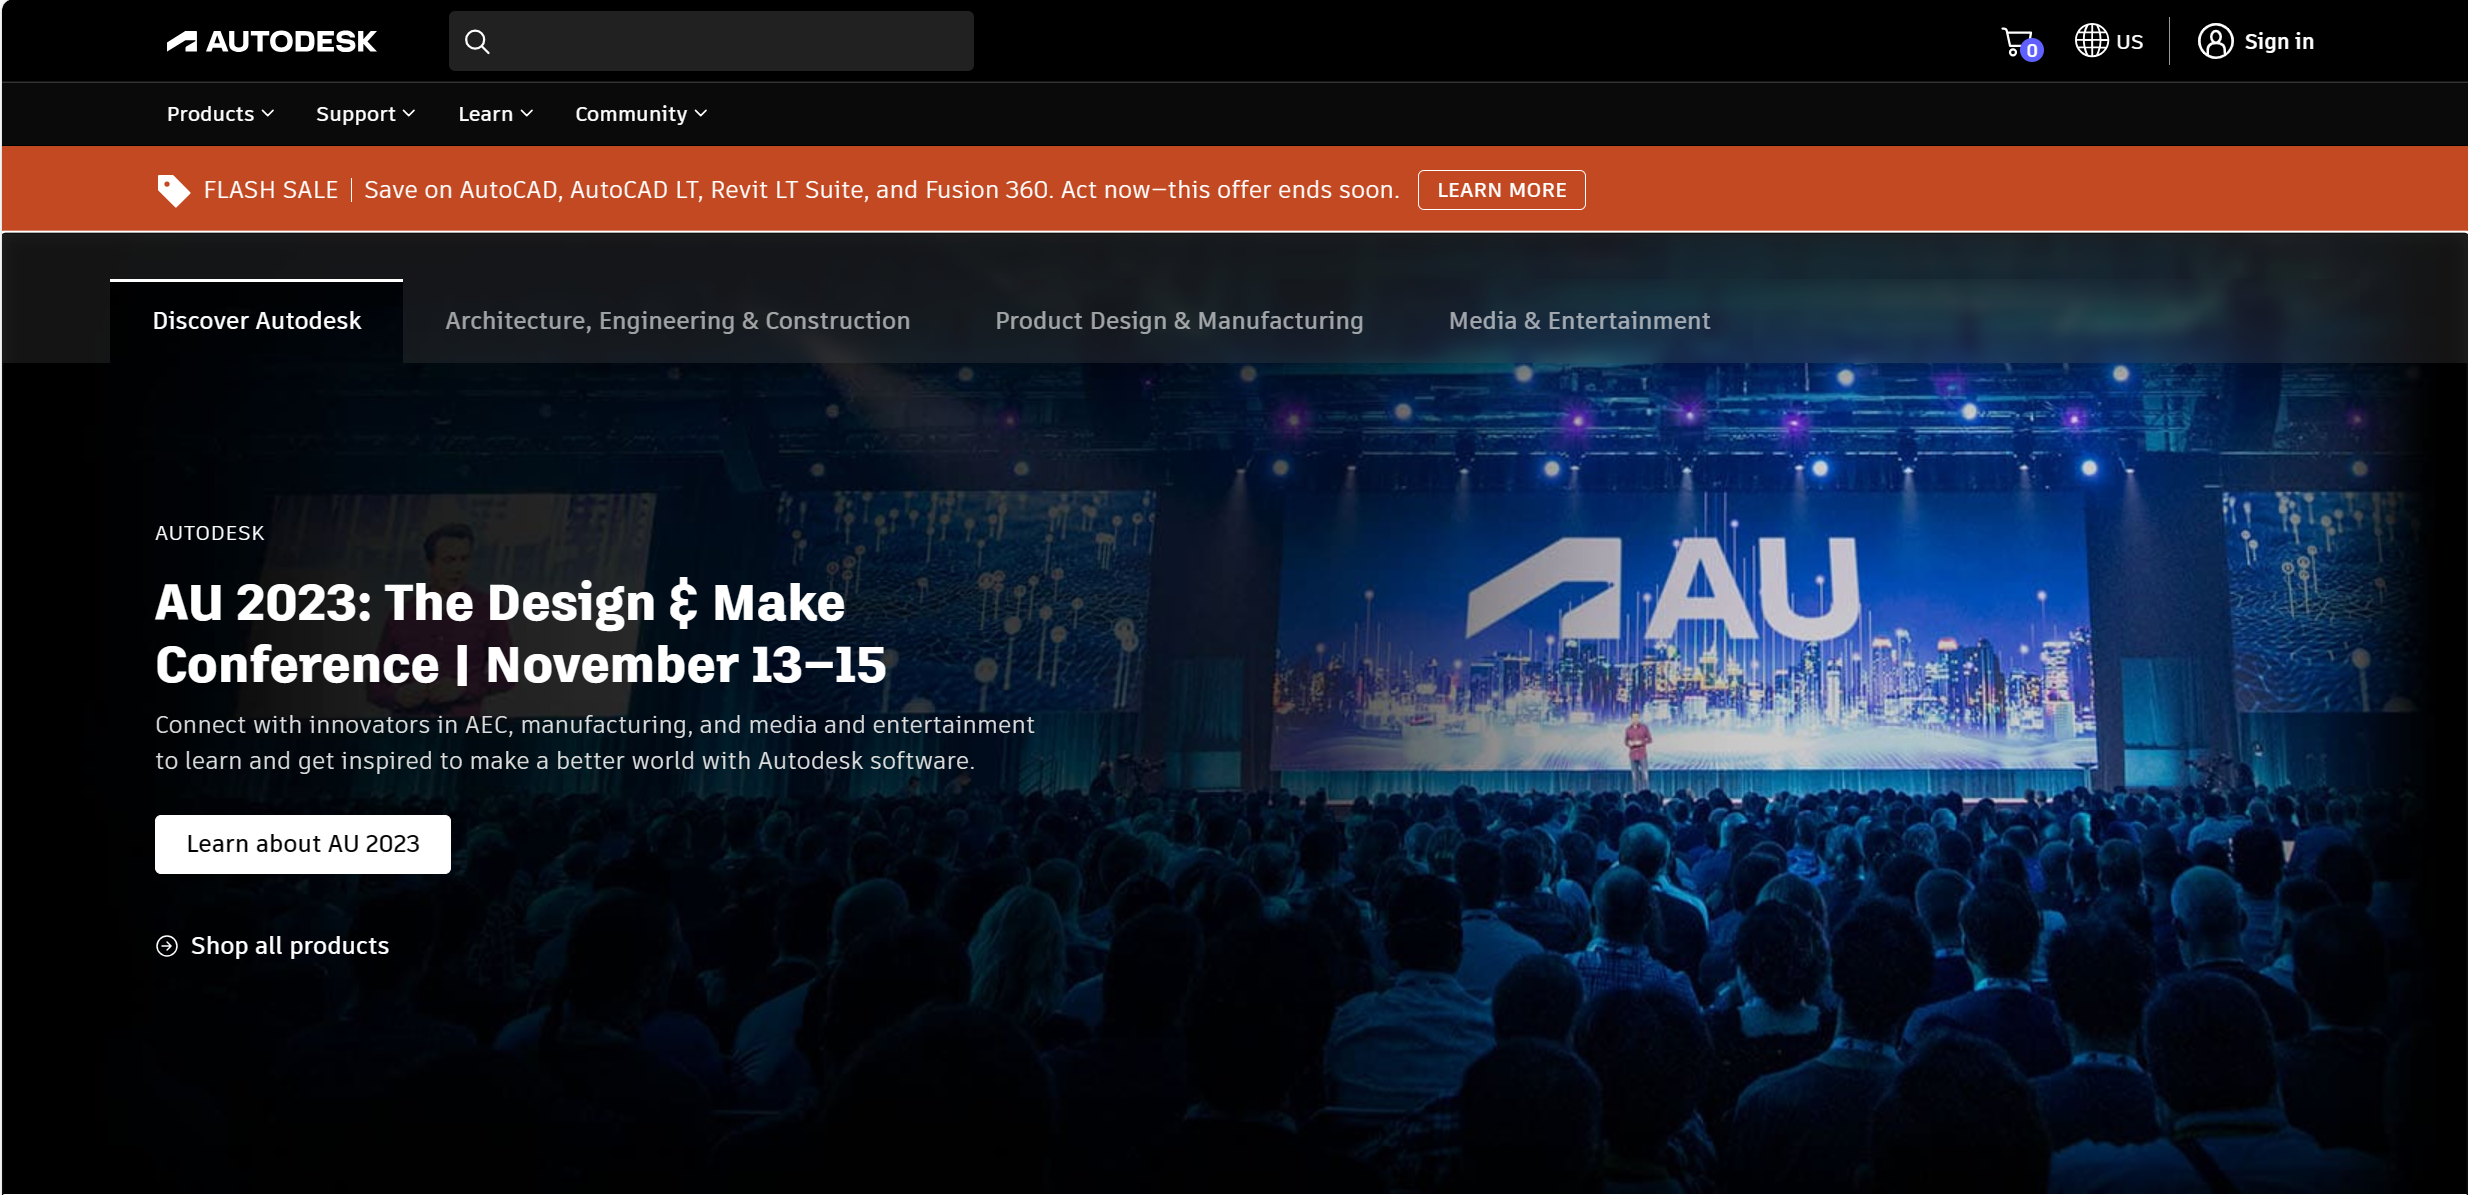 AUTODESK
0
US
Sign in
Products
Support
Learn
Community
FLASH SALE | Save on AutoCAD, AutoCAD LT, Revit LT Suite, and Fusion 360. Act now—this offer ends soon.
LEARN MORE
Discover Autodesk
Architecture, Engineering & Construction
Product Design & Manufacturing
Media & Entertainment
AUTODESK
AU 2023: The Design & Make
Conference | November 13–15
Connect with innovators in AEC, manufacturing, and media and entertainment
to learn and get inspired to make a better world with Autodesk software.
Learn about AU 2023
Shop all products
AU